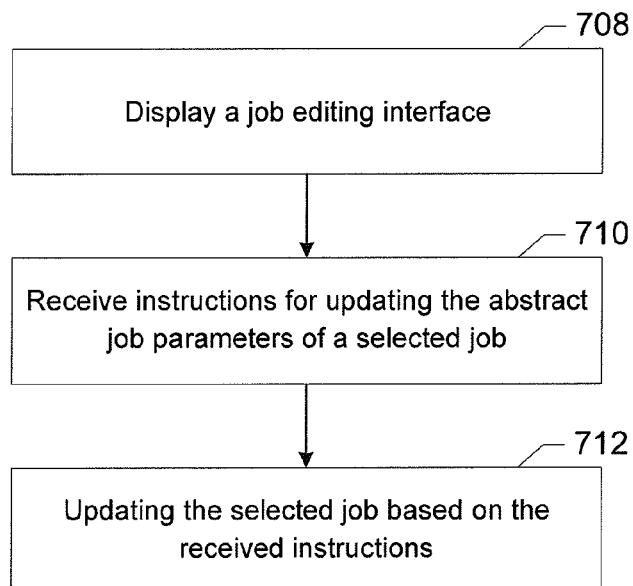 708
Display a job editing interface
710
Receive instructions for updating the abstract
job parameters of a selected job
712
Updating the selected job based on the
received instructions